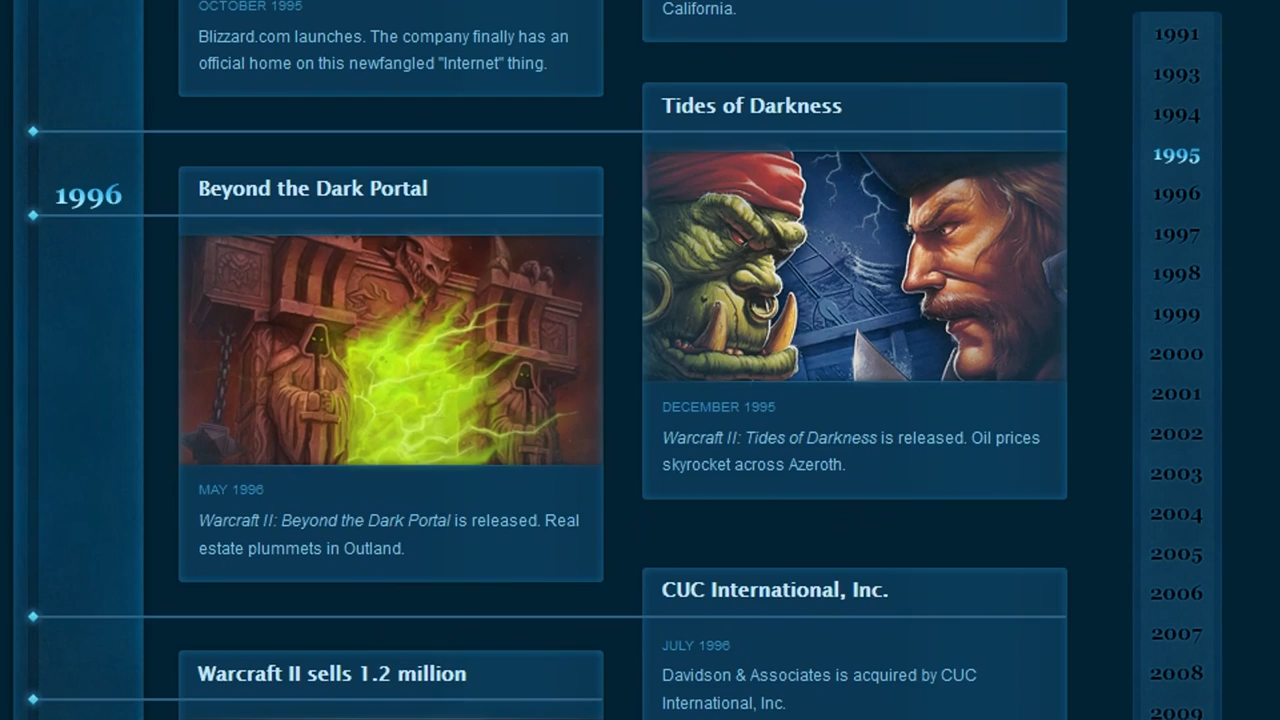 OCTOBER 1995
Blizzard.com launches. The company finally has an
official home on this newfangled "Internet" thing.
California.
Tides of Darkness
DECEMBER 1995
Warcraft II: Tides of Darkness is released. Oil prices
skyrocket across Azeroth.
1996
Beyond the Dark Portal
MAY 1996
Warcraft II: Beyond the Dark Portal is released. Real
estate plummets in Outland.
CUC International, Inc.
JULY 1996
Davidson & Associates is acquired by CUC
International, Inc.
Warcraft II sells 1.2 million
1991
1993
1994
1995
1996
1997
1998
1999
2000
2001
2002
2003
2004
2005
2006
2007
2008
2009